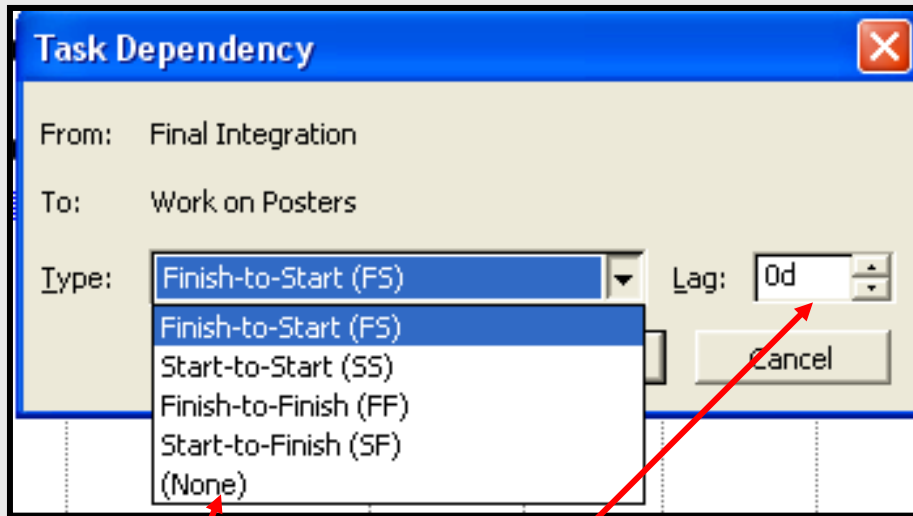 Task Dependency
From: Final Integration
To: Work on Posters
Type: Finish-to-Start (FS) Lag: 0d
Finish-to-Start (FS)
Start-to-Start (SS)
Finish-to-Finish (FF)
Start-to-Finish (SF)
(None)
Cancel